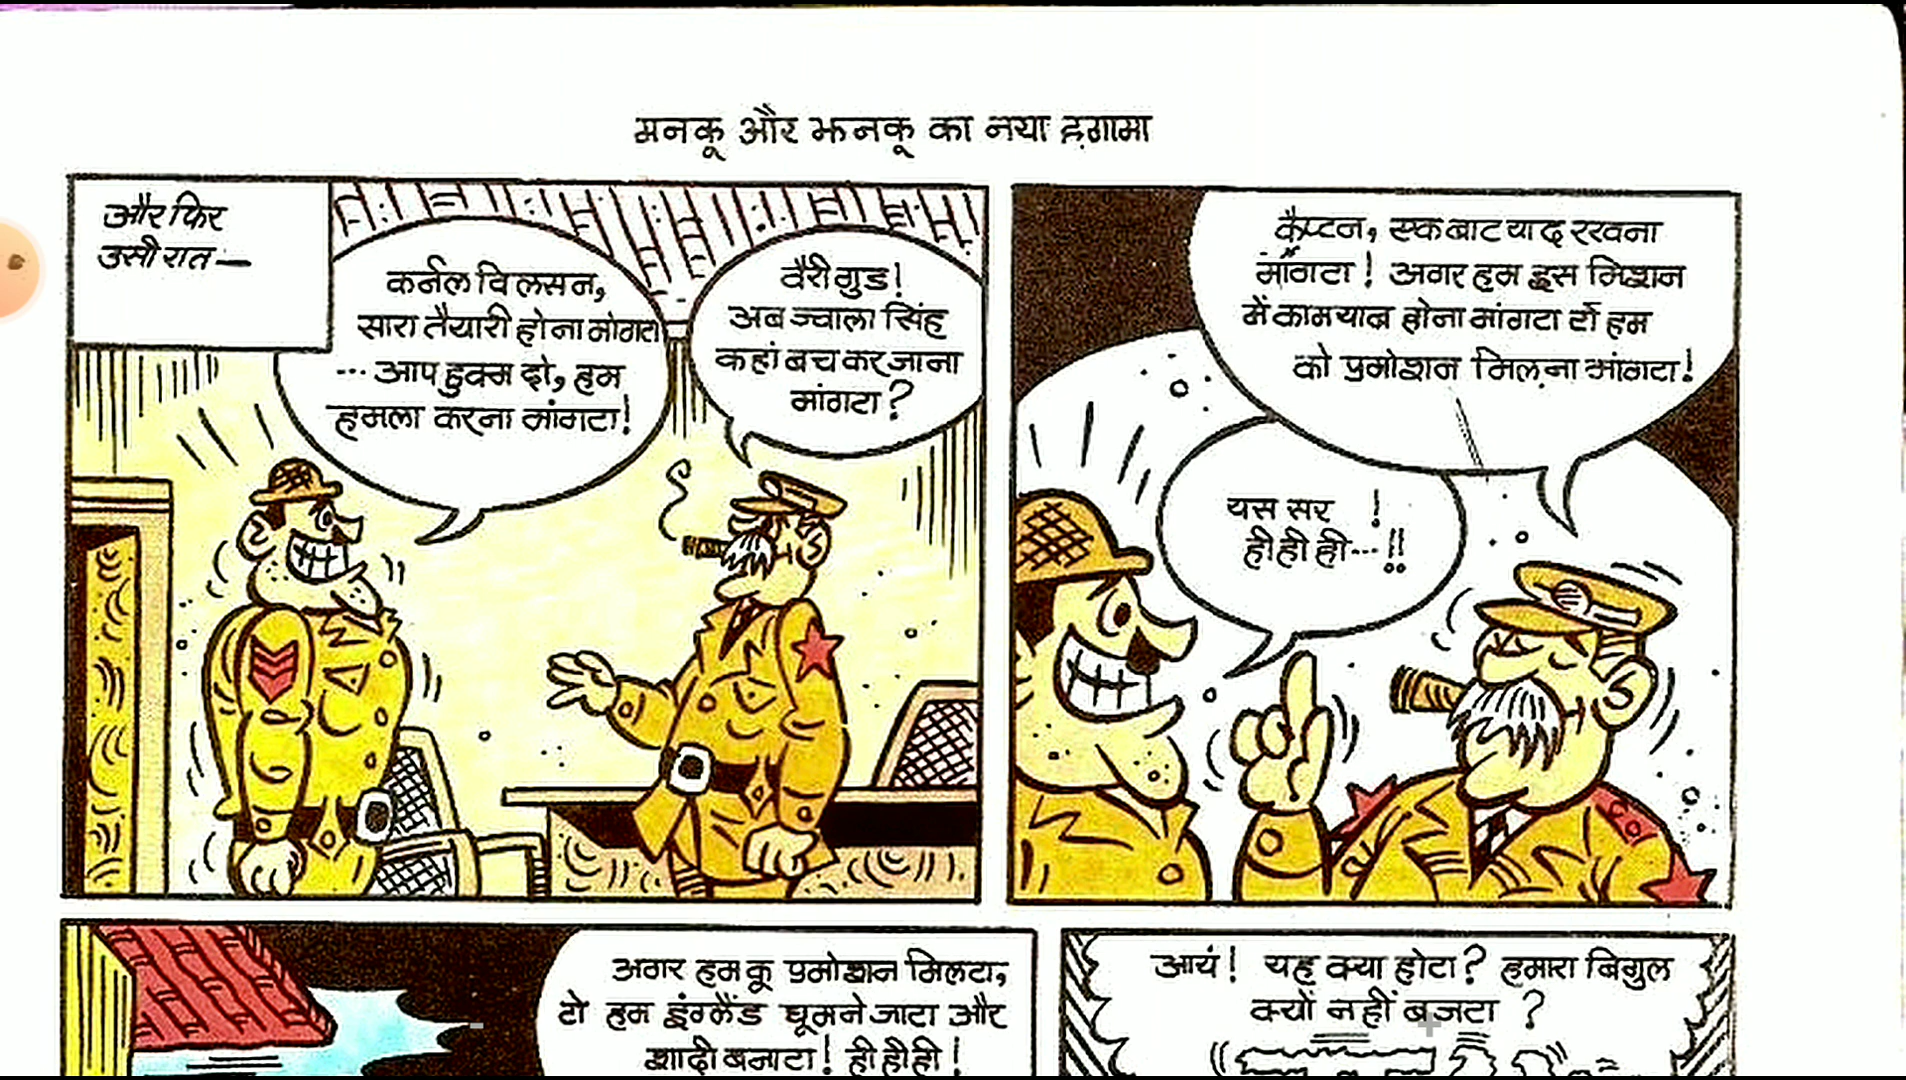 मनकू और झनकू का नया ड्रामा
और फिर
उसी रात—
कर्नल विलसन,
सारा तैयारी होना मांगटा
...आप हुक्म दो, हम
हमला करना मांगटा!
वैरी गुड!
अब ज्वाला सिंह
कहां बच कर जाना
मांगटा?
कैप्टन, एक बाट याद रखना
मांगटा! अगर हम इस मिशन
में कामयाब होना मांगटा टो हम
को प्रमोशन मिलना मांगटा!
यस सर !
ही ही ही...!!
अगर हमकू प्रमोशन मिलटा,
टो हम इंग्लैंड घूमने जाटा और
शादी बनाटा! ही ही ही!
आयं! यह क्या होटा? हमारा बिगुल
क्यों नहीं बजटा ?